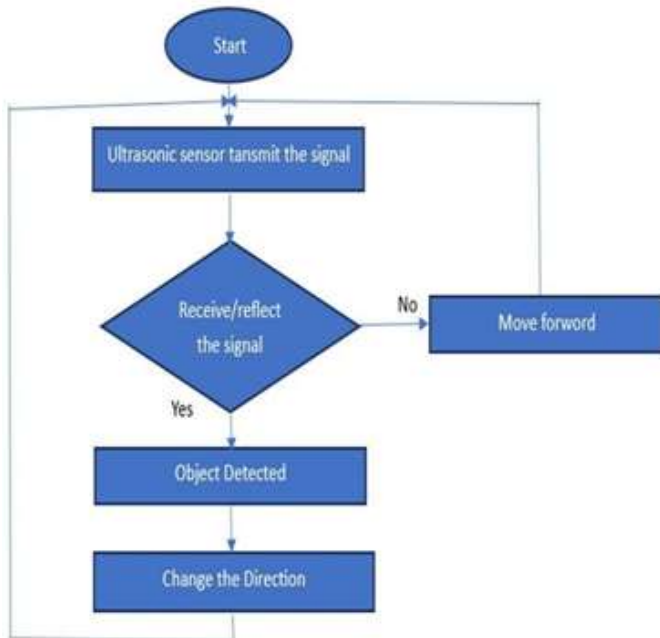 Start
Ultrasonic sensor tansmit the signal
Receive/reflect
the signal
No
Move forword
Yes
Object Detected
Change the Direction